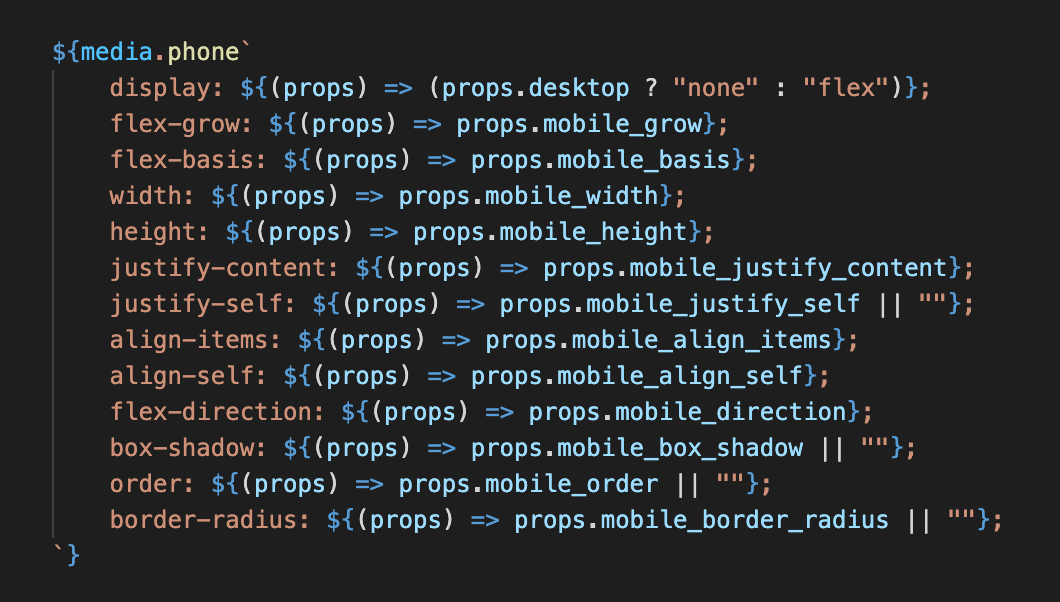 ${media.phone`
display: ${(props) => (props.desktop ? "none" : "flex")};
flex-grow: ${(props) => props.mobile_grow};
flex-basis: ${(props) => props.mobile_basis};
width: ${(props) => props.mobile_width};
height: ${(props) => props.mobile_height};
justify-content: ${(props) => props.mobile_justify_content};
justify-self: ${(props) => props.mobile_justify_self || ""};
align-items: ${(props) => props.mobile_align_items};
align-self: ${(props) => props.mobile_align_self};
flex-direction: ${(props) => props.mobile_direction};
box-shadow: ${(props) => props.mobile_box_shadow || ""};
order: ${(props) => props.mobile_order || ""};
border-radius: ${(props) => props.mobile_border_radius || ""};
`}